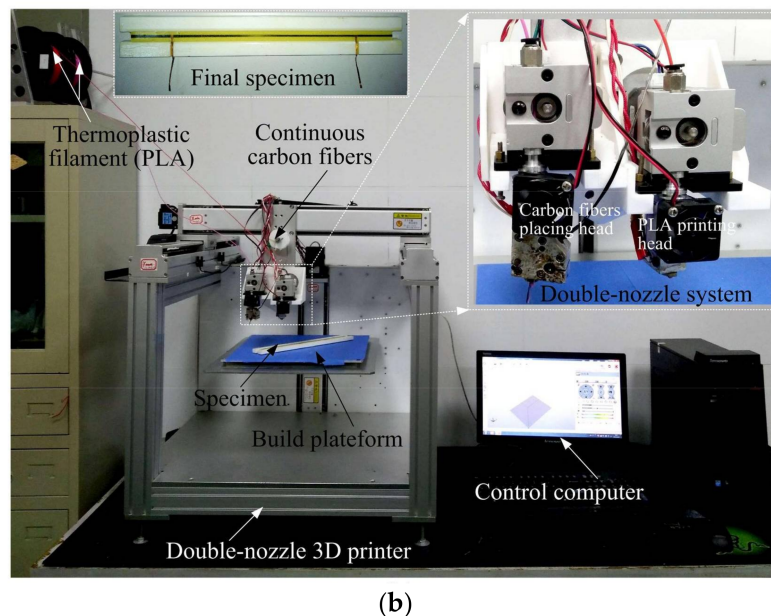 Final specimen
Thermoplastic
filament (PLA)
Continuous
carbon fibers
Carbon fibers
placing head
PLA printing
head
Double-nozzle system
Specimen
Build plateform
Control computer
Double-nozzle 3D printer
(b)